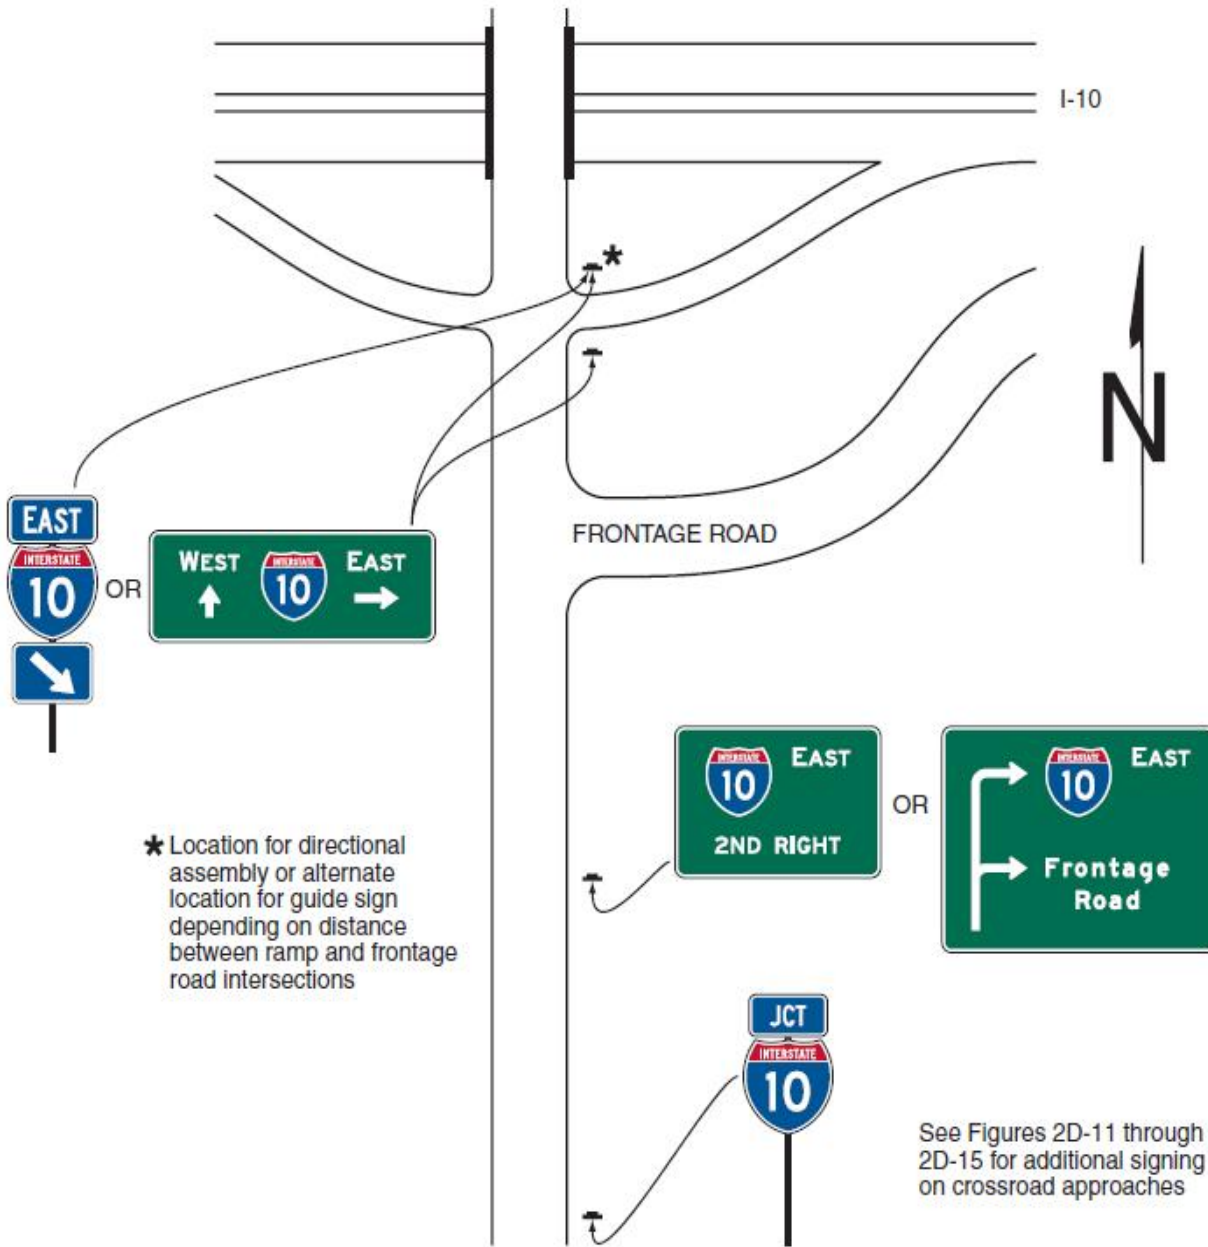 I-10
*
N
EAST
INTERSTATE
10
OR
WEST
INTERSTATE
10
EAST
FRONTAGE ROAD
INTERSTATE
10
EAST
2ND RIGHT
OR
INTERSTATE
10
EAST
Frontage
Road
* Location for directional
assembly or alternate
location for guide sign
depending on distance
between ramp and frontage
road intersections
JCT
INTERSTATE
10
See Figures 2D-11 through
2D-15 for additional signing
on crossroad approaches